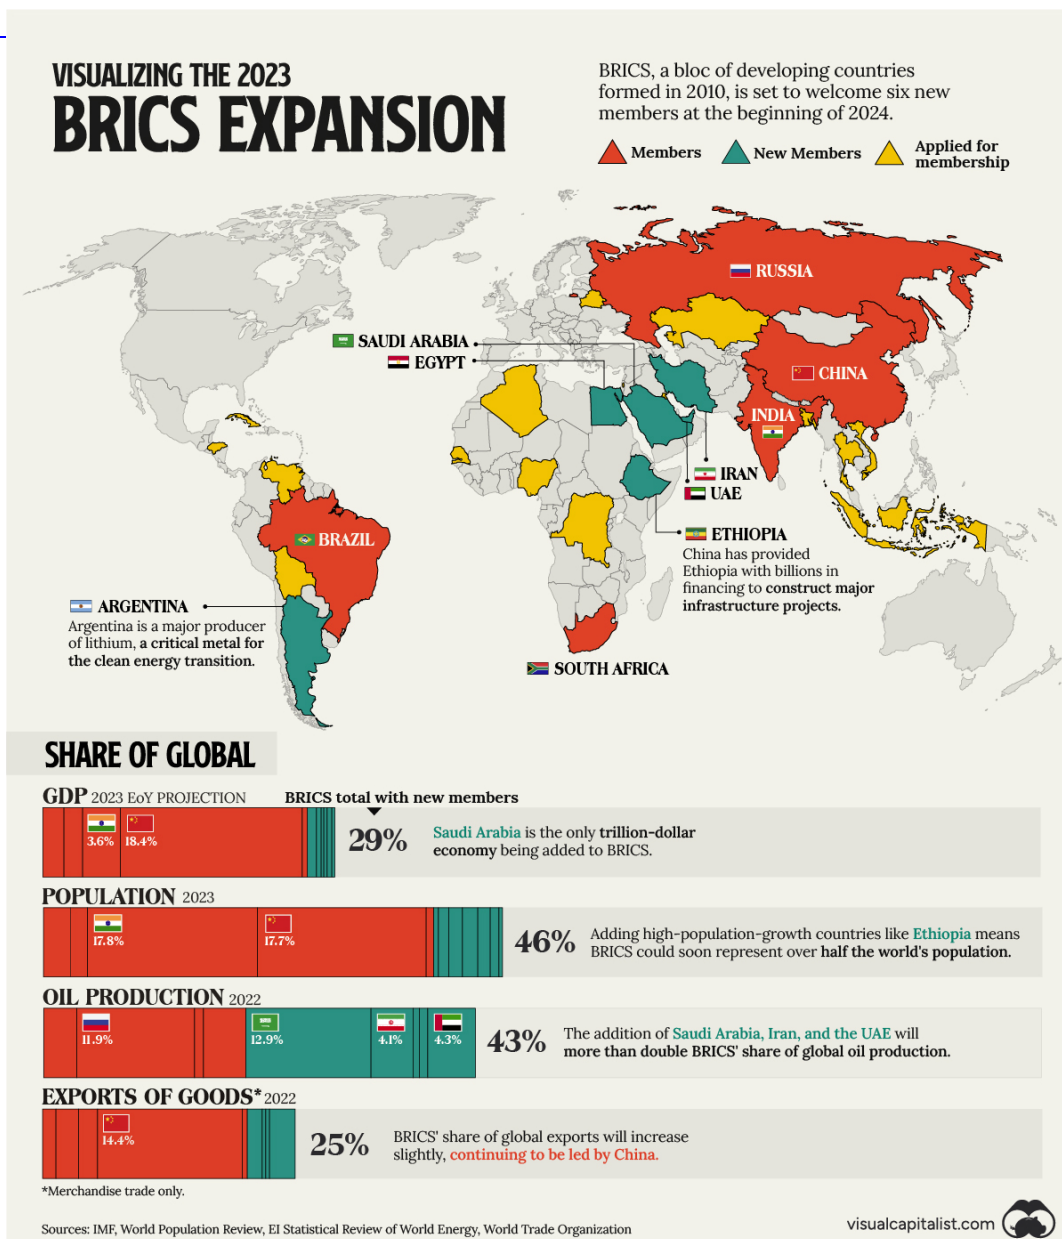 VISUALIZING THE 2023
BRICS EXPANSION
BRICS, a bloc of developing countries
formed in 2010, is set to welcome six new
members at the beginning of 2024.
Members
New Members
Applied for
membership
RUSSIA
SAUDI ARABIA
EGYPT
CHINA
INDIA
IRAN
UAE
BRAZIL
ETHIOPIA
China has provided
Ethiopia with billions in
financing to construct major
infrastructure projects.
ARGENTINA
Argentina is a major producer
of lithium, a critical metal for
the clean energy transition.
SOUTH AFRICA
SHARE OF GLOBAL
GDP 2023 EoY PROJECTION
BRICS total with new members
3.6%
18.4%
29%
Saudi Arabia is the only trillion-dollar
economy being added to BRICS.
POPULATION 2023
17.8%
17.7%
46%
Adding high-population-growth countries like Ethiopia means
BRICS could soon represent over half the world's population.
OIL PRODUCTION 2022
11.9%
12.9%
4.1%
4.3%
43%
The addition of Saudi Arabia, Iran, and the UAE will
more than double BRICS' share of global oil production.
EXPORTS OF GOODS* 2022
14.4%
25%
BRICS' share of global exports will increase
slightly, continuing to be led by China.
*Merchandise trade only.
Sources: IMF, World Population Review, EI Statistical Review of World Energy, World Trade Organization
visualcapitalist.com